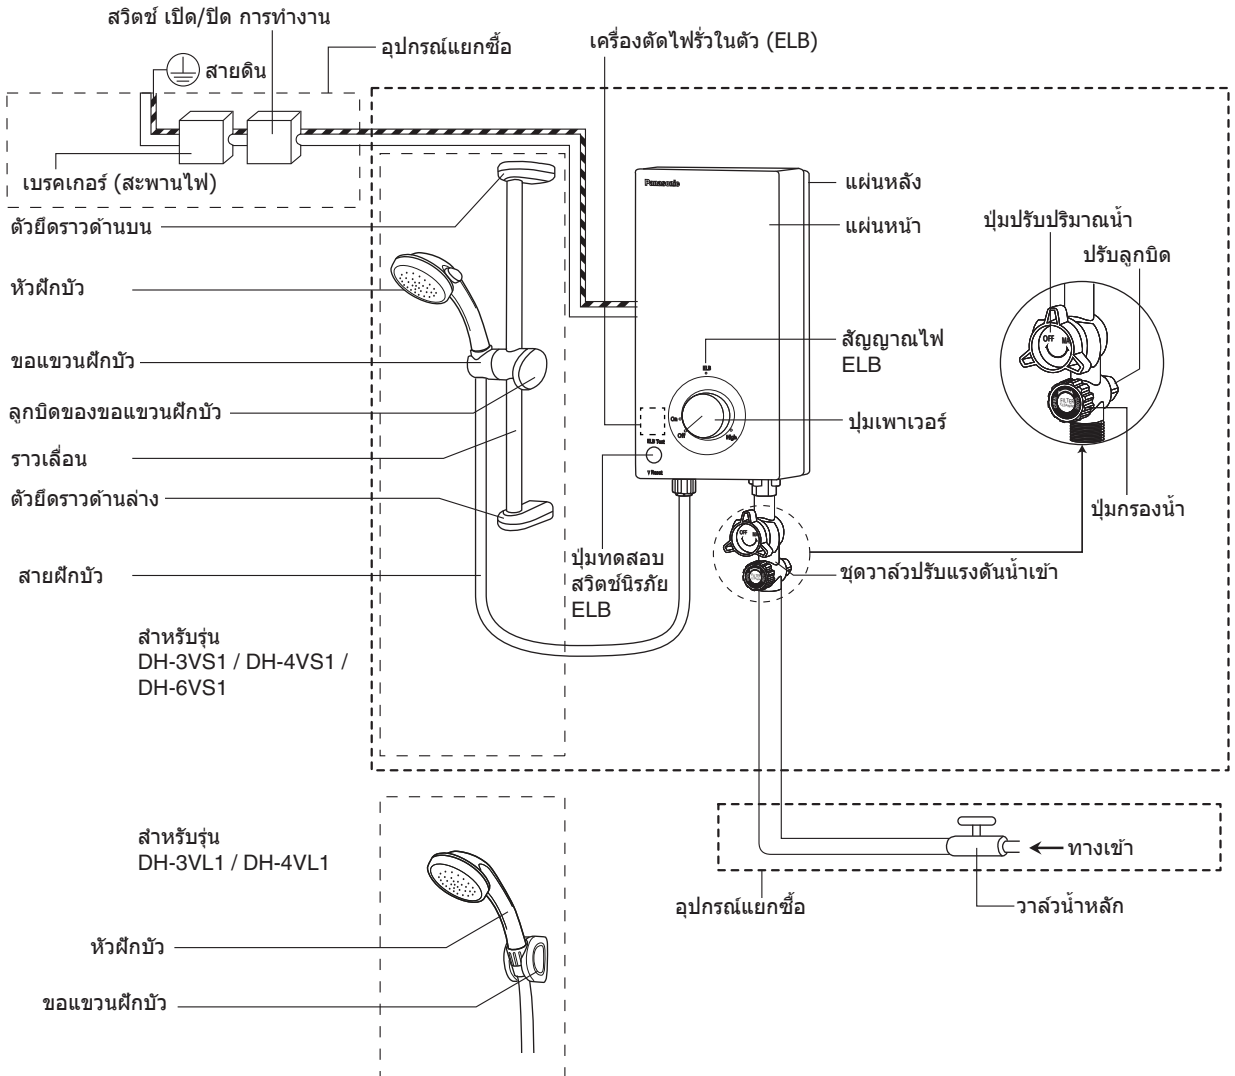 สวิตช์ เปิด/ปิด การทำงาน
อุปกรณ์แยกซื้อ
เครื่องตัดไฟรั่วในตัว (ELB)
สายดิน
เบรคเกอร์ (สะพานไฟ)
ตัวยึดราวด้านบน
หัวฝักบัว
ขอแขวนฝักบัว
ลูกบิดของขอแขวนฝักบัว
ราวเลื่อน
ตัวยึดราวด้านล่าง
สายฝักบัว
สำหรับรุ่น
DH-3VS1 / DH-4VS1 /
DH-6VS1
Panasonic
ELB
On
Off
High
ELB Test
Reset
แผ่นหลัง
แผ่นหน้า
สัญญาณไฟ
ELB
ปุ่มเพาเวอร์
ปุ่มทดสอบ
สวิตช์นิรภัย
ELB
ปุ่มปรับปริมาณน้ำ
ปรับลูกบิด
OFF
FILTER
ปุ่มกรองน้ำ
OFF
ชุดวาล์วปรับแรงดันน้ำเข้า
ทางเข้า
วาล์วน้ำหลัก
อุปกรณ์แยกซื้อ
สำหรับรุ่น
DH-3VL1 / DH-4VL1
หัวฝักบัว
ขอแขวนฝักบัว